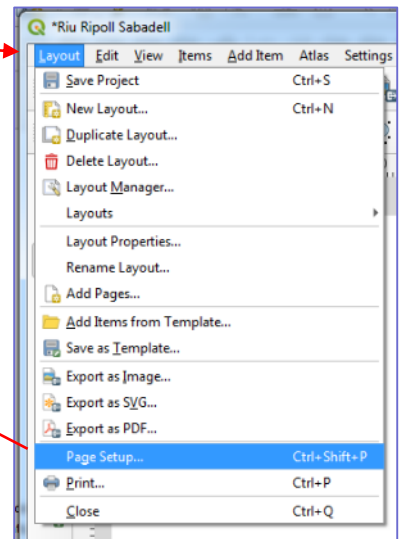 *Riu Ripoll Sabadell
Layout Edit View Items Add Item Atlas Settings
Save Project Ctrl+S
New Layout... Ctrl+N
Duplicate Layout...
Delete Layout...
Layout Manager...
Layouts
Layout Properties...
Rename Layout...
Add Pages...
Add Items from Template...
Save as Template...
Export as Image...
Export as SVG...
Export as PDF...
Page Setup... Ctrl+Shift+P
Print... Ctrl+P
Close Ctrl+Q